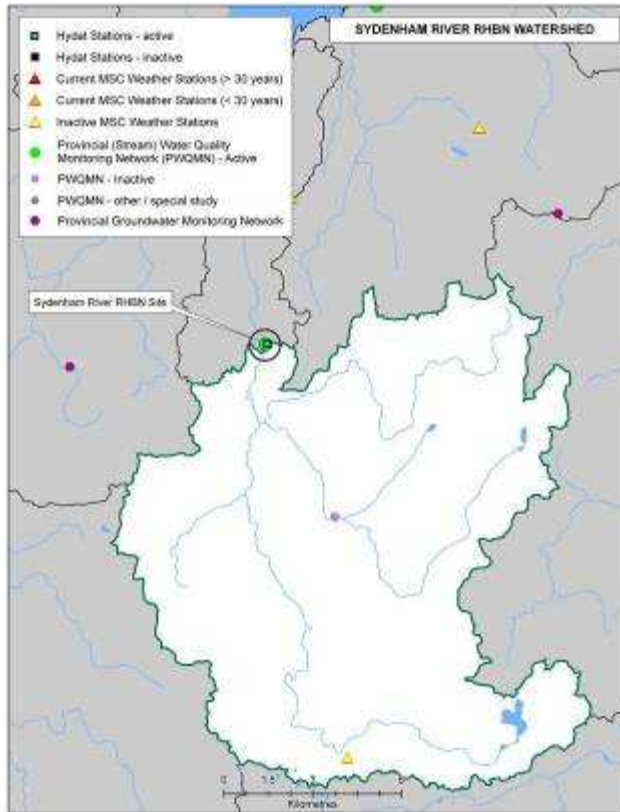 SYDENHAM RIVER RHBN WATERSHED
Hydat Stations - active
Hydat Stations - inactive
Current MSC Weather Stations (> 30 years)
Current MSC Weather Stations (< 30 years)
Inactive MSC Weather Stations
Provincial (Stream) Water Quality
Monitoring Network (PWQMN) - Active
PWQMN - Inactive
PWQMN - other / special study
Provincial Groundwater Monitoring Network
Sydenham River RHBN Site
0 1.5
Kilometres